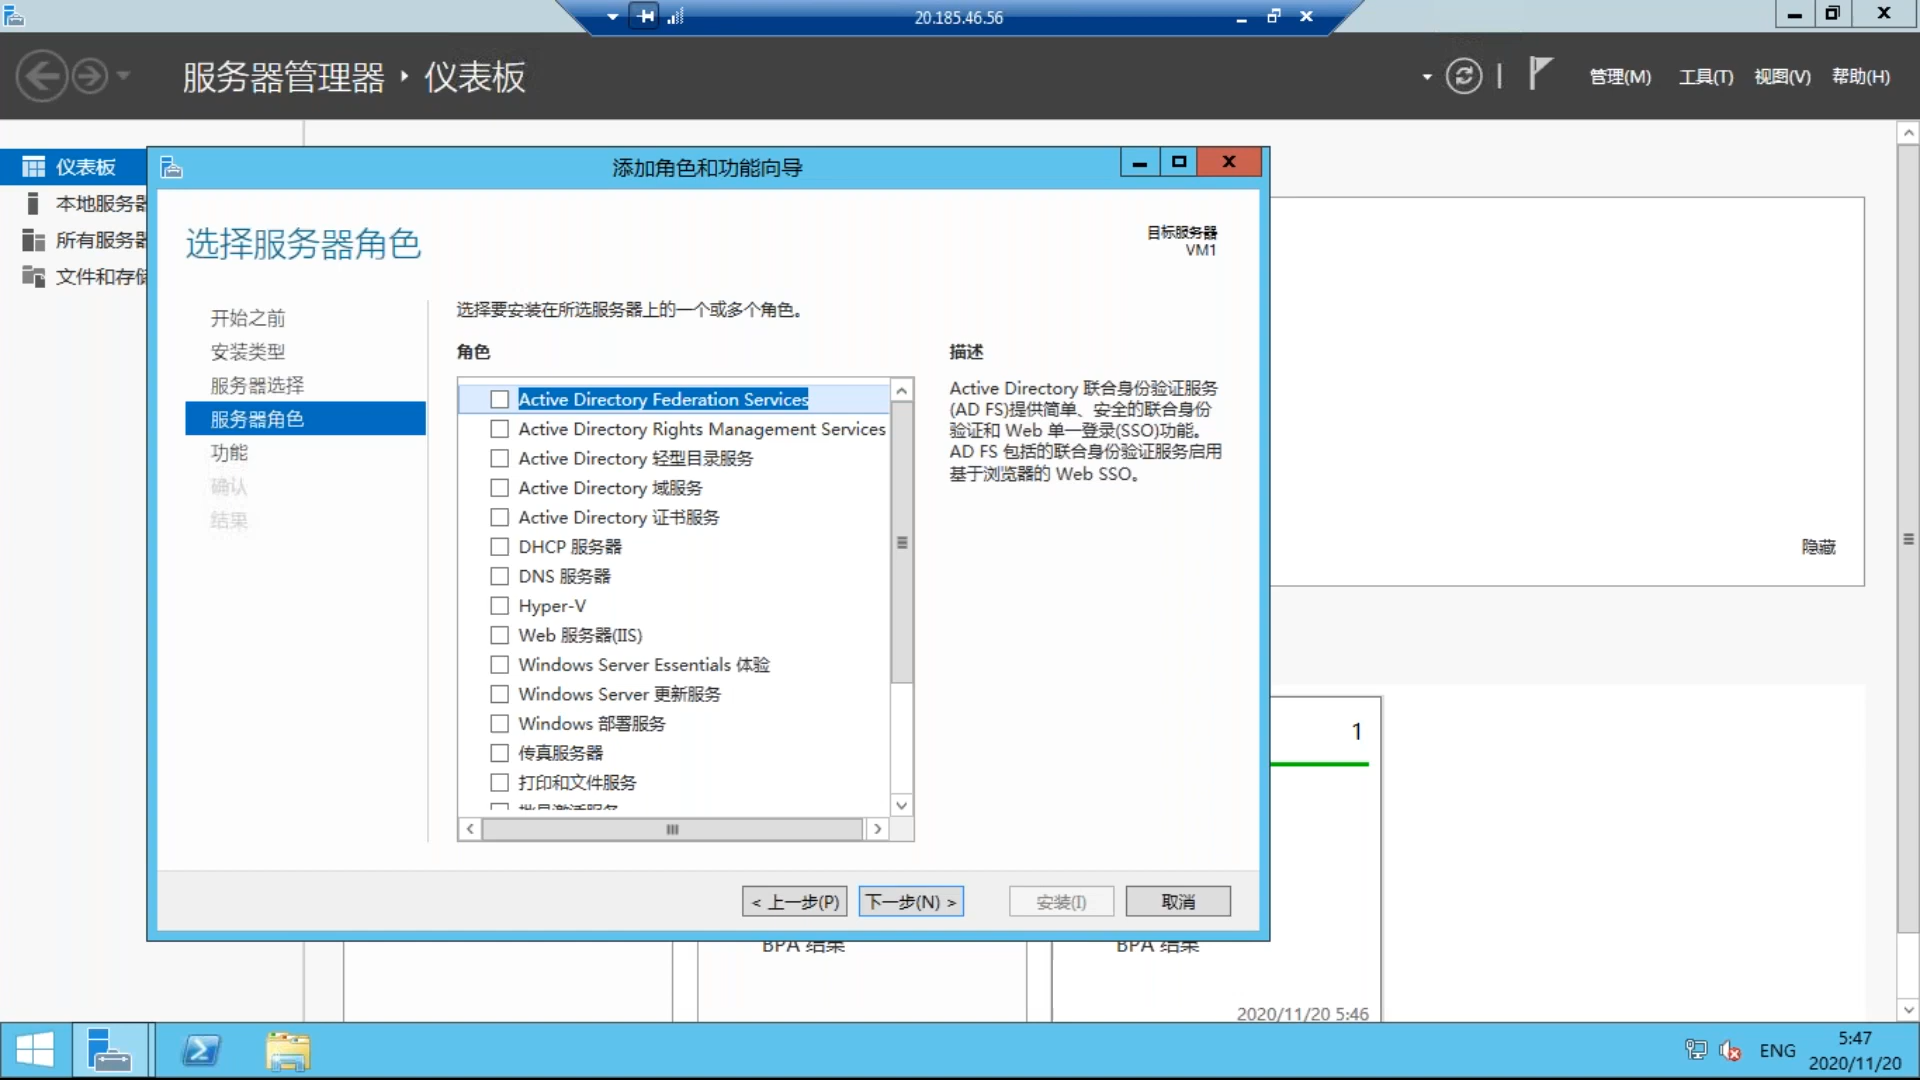 20.185.46.56
服务器管理器 ‣ 仪表板
管理(M) 工具(T) 视图(V) 帮助(H)
仪表板
本地服务器
所有服务器
文件和存储
添加角色和功能向导
选择服务器角色
目标服务器
VM1
开始之前
安装类型
服务器选择
服务器角色
功能
确认
结果
选择要安装在所选服务器上的一个或多个角色。
角色
Active Directory Federation Services
Active Directory Rights Management Services
Active Directory 轻型目录服务
Active Directory 域服务
Active Directory 证书服务
DHCP 服务器
DNS 服务器
Hyper-V
Web 服务器(IIS)
Windows Server Essentials 体验
Windows Server 更新服务
Windows 部署服务
传真服务器
打印和文件服务
批量激活服务
描述
Active Directory 联合身份验证服务
(AD FS)提供简单、安全的联合身份
验证和 Web 单一登录(SSO)功能。
AD FS 包括的联合身份验证服务启用
基于浏览器的 Web SSO。
< 上一步(P) 下一步(N) > 安装(I) 取消
隐藏
1
BPA 结果
BPA 结果
2020/11/20 5:46
ENG
5:47
2020/11/20